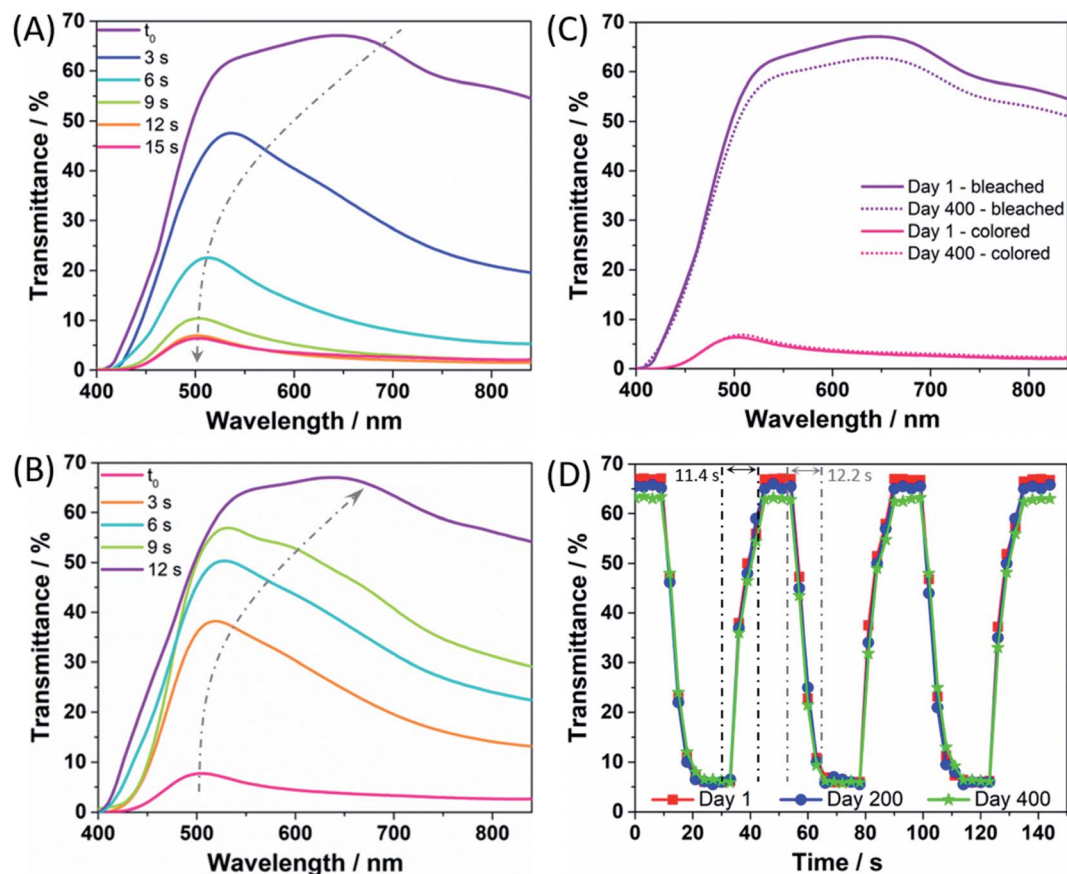 (A)
70
60
50
40
30
20
10
0
Transmittance / %
t0
3 s
6 s
9 s
12 s
15 s
400 500 600 700 800
Wavelength / nm
(C)
70
60
50
40
30
20
10
0
Transmittance / %
Day 1 - bleached
Day 400 - bleached
Day 1 - colored
Day 400 - colored
400 500 600 700 800
Wavelength / nm
(B)
70
60
50
40
30
20
10
0
Transmittance / %
t0
3 s
6 s
9 s
12 s
400 500 600 700 800
Wavelength / nm
(D)
70
60
50
40
30
20
10
0
Transmittance / %
11.4 s 12.2 s
Day 1 Day 200 Day 400
0 20 40 60 80 100 120 140
Time / s